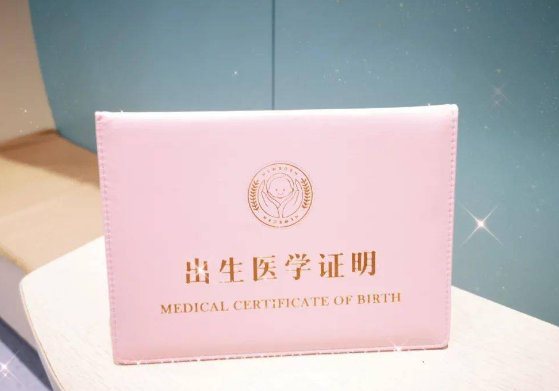 出生医学证明
MEDICAL CERTIFICATE OF BIRTH